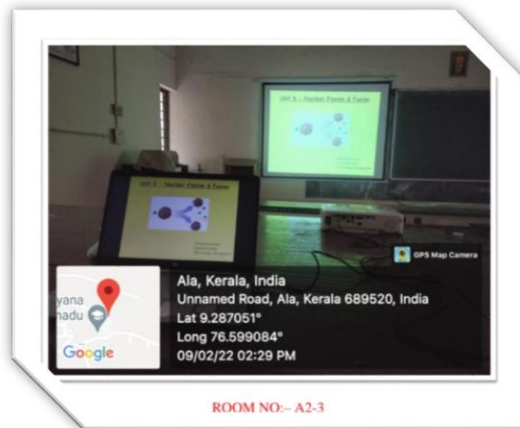 Unit 6 – Nuclear Fission & Fusion
Unit 6 – Nuclear Fission & Fusion
GPS Map Camera
yana
nadu
Google
Ala, Kerala, India
Unnamed Road, Ala, Kerala 689520, India
Lat 9.287051°
Long 76.599084°
09/02/22 02:29 PM
ROOM NO:– A2-3